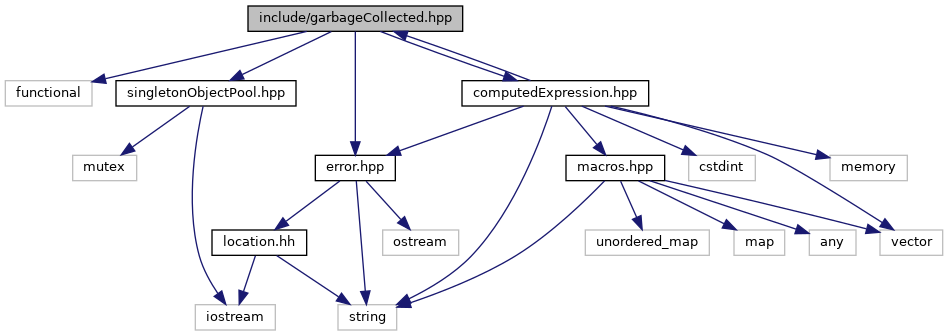 include/garbageCollected.hpp
functional
singletonObjectPool.hpp
computedExpression.hpp
mutex
error.hpp
macros.hpp
cstdint
memory
location.hh
ostream
unordered_map
map
any
vector
iostream
string